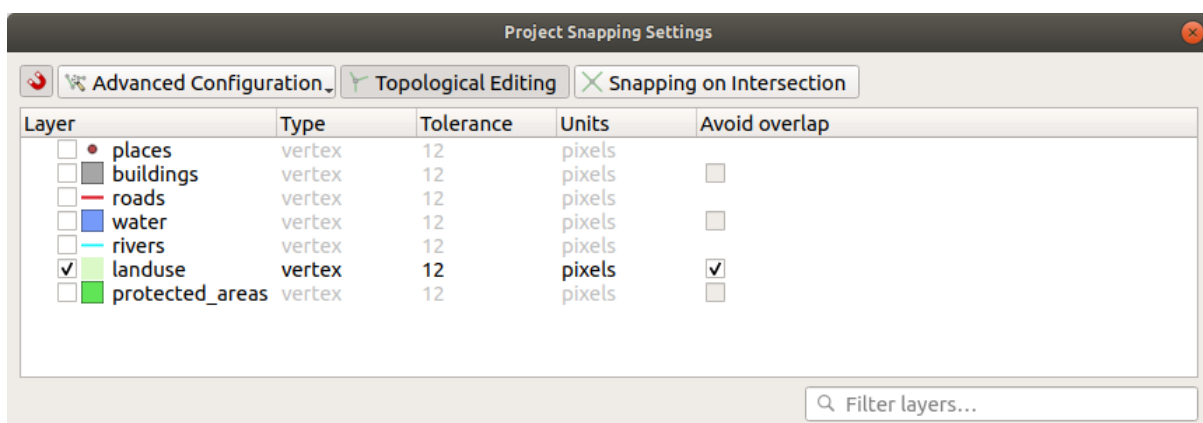 Project Snapping Settings
Advanced Configuration Topological Editing Snapping on Intersection
Layer Type Tolerance Units Avoid overlap
places vertex 12 pixels
buildings vertex 12 pixels
roads vertex 12 pixels
water vertex 12 pixels
rivers vertex 12 pixels
landuse vertex 12 pixels
protected_areas vertex 12 pixels
Filter layers...